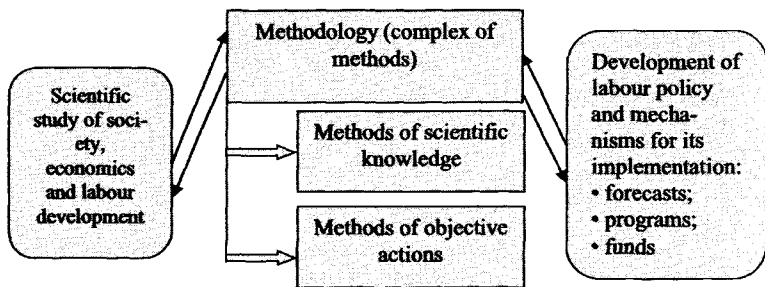 Methodology (complex of
methods)
Scientific
study of soci-
ety,
economics
and labour
development
Methods of scientific
knowledge
Methods of objective
actions
Development of
labour policy
and mecha-
nisms for its
implementation:
• forecasts;
• programs;
• funds